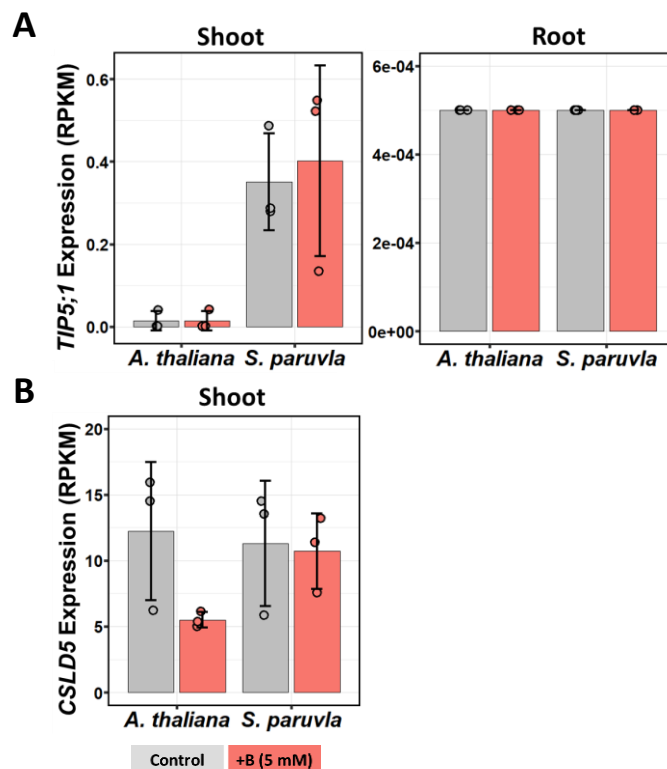 A
Shoot
Root
TIP5;1 Expression (RPKM)
0.6
0.4
0.2
0.0
6e-04
4e-04
2e-04
0e+00
A. thaliana S. paruvla
A. thaliana S. paruvla
B
Shoot
CSLD5 Expression (RPKM)
20
15
10
5
0
A. thaliana S. paruvla
Control +B (5 mM)